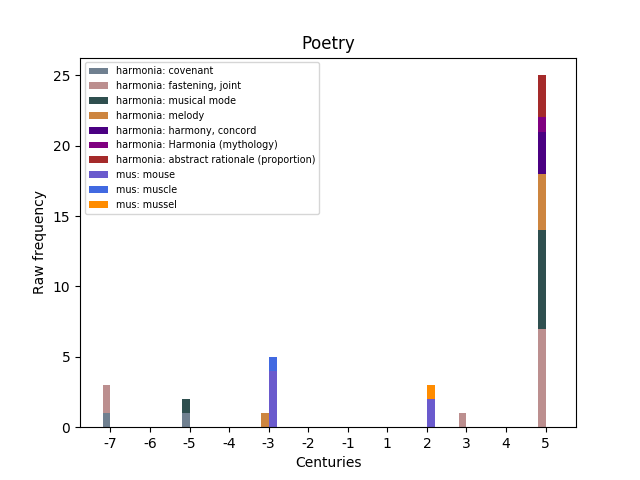 Poetry
harmonia: covenant
harmonia: fastening, joint
harmonia: musical mode
harmonia: melody
harmonia: harmony, concord
harmonia: Harmonia (mythology)
harmonia: abstract rationale (proportion)
mus: mouse
mus: muscle
mus: mussel
25
20
15
10
5
0
Raw frequency
-7 -6 -5 -4 -3 -2 -1 1 2 3 4 5
Centuries